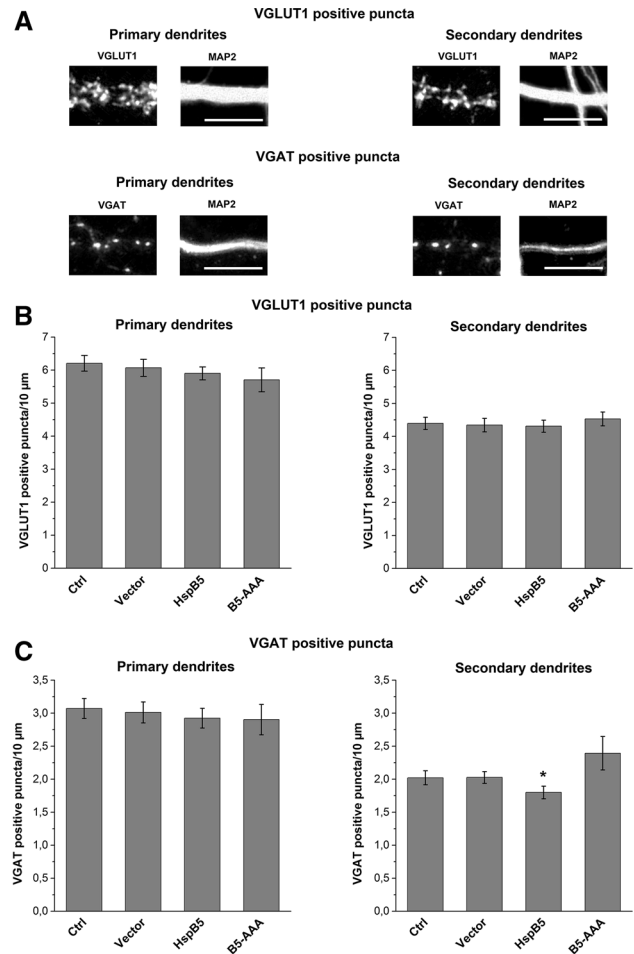 A
VGLUT1 positive puncta
Primary dendrites
Secondary dendrites
VGLUT1
MAP2
VGLUT1
MAP2
VGAT positive puncta
Primary dendrites
Secondary dendrites
VGAT
MAP2
VGAT
MAP2
B
VGLUT1 positive puncta
Primary dendrites
VGLUT1 positive puncta/10 µm
7
6
5
4
3
2
1
0
Ctrl
Vector
HspB5
B5-AAA
Secondary dendrites
VGLUT1 positive puncta/10 µm
7
6
5
4
3
2
1
0
Ctrl
Vector
HspB5
B5-AAA
C
VGAT positive puncta
Primary dendrites
VGAT positive puncta/10 µm
3,5
3,0
2,5
2,0
1,5
1,0
0,5
0,0
Ctrl
Vector
HspB5
B5-AAA
Secondary dendrites
VGAT positive puncta/10 µm
3,5
3,0
2,5
2,0
1,5
1,0
0,5
0,0
*
Ctrl
Vector
HspB5
B5-AAA